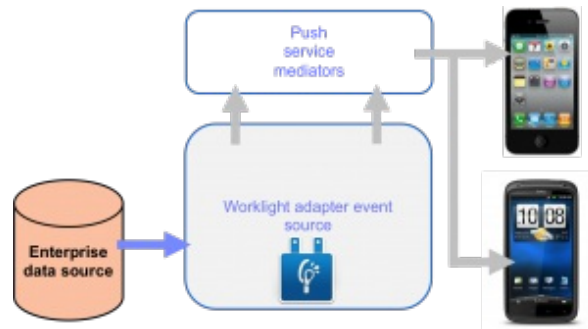 Push
service
mediators
Worklight adapter event
source
Enterprise
data source
10 08